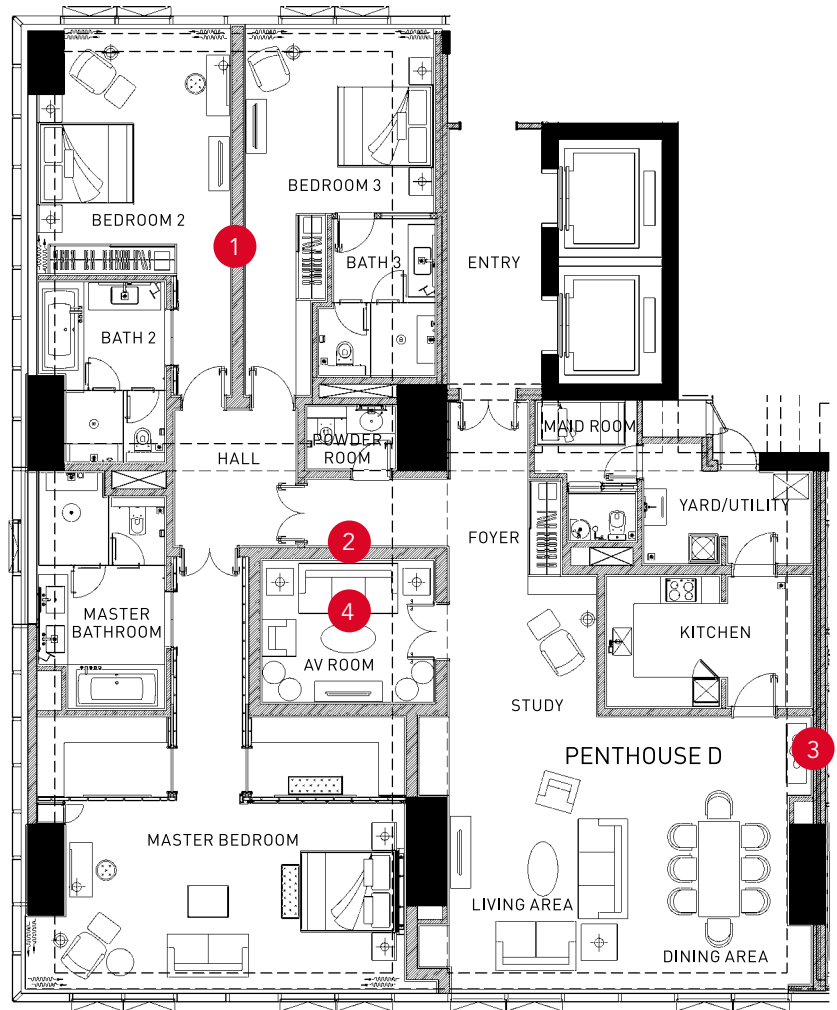 BEDROOM 2
BEDROOM 3
1
BATH 3
ENTRY
BATH 2
POWDER
ROOM
MAID ROOM
HALL
YARD/UTILITY
2
FOYER
4
MASTER
BATHROOM
AV ROOM
KITCHEN
STUDY
PENTHOUSE D
3
MASTER BEDROOM
LIVING AREA
DINING AREA